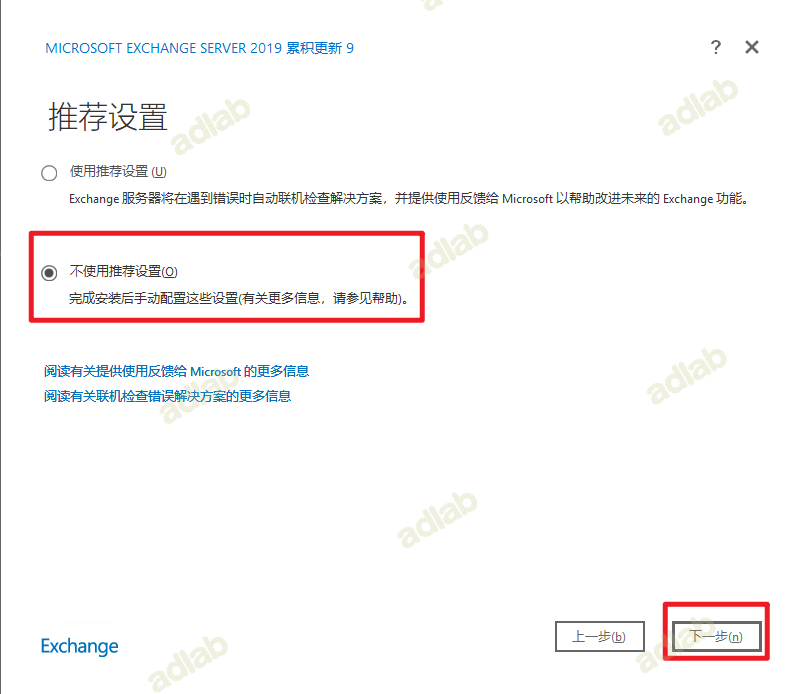 MICROSOFT EXCHANGE SERVER 2019 累积更新 9
?
推荐设置
使用推荐设置 (U)
Exchange 服务器将在遇到错误时自动联机检查解决方案，并提供使用反馈给 Microsoft 以帮助改进未来的 Exchange 功能。
不使用推荐设置(O)
完成安装后手动配置这些设置(有关更多信息，请参见帮助)。
阅读有关提供使用反馈给 Microsoft 的更多信息
阅读有关联机检查错误解决方案的更多信息
Exchange
上一步(b)
下一步(n)
adlab
adlab
adlab
adlab
adlab
adlab
adlab
adlab